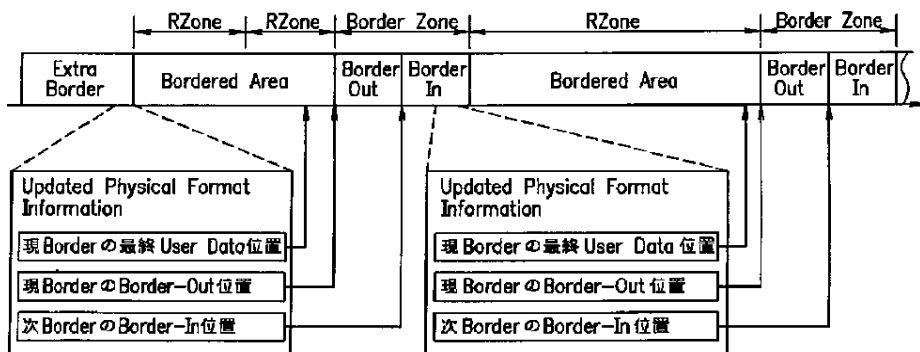 RZone RZone Border Zone RZone Border Zone
Extra Border
Bordered Area
Border Out
Border In
Bordered Area
Border Out
Border In
Updated Physical Format
Information
現Borderの最終User Data位置
現BorderのBorder-Out位置
次BorderのBorder-In位置
Updated Physical Format
Information
現Borderの最終User Data位置
現BorderのBorder-Out位置
次BorderのBorder-In位置